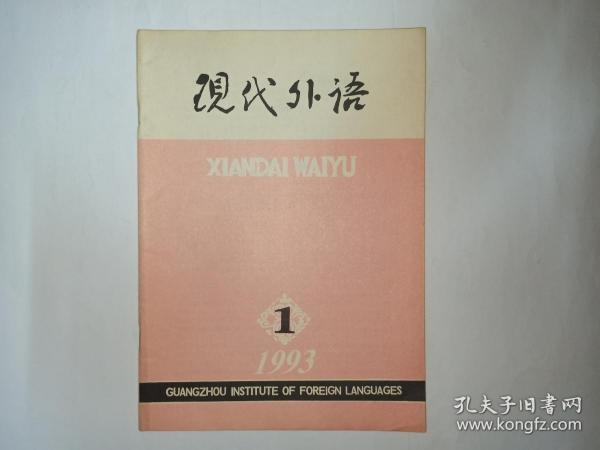 现代外语
XIANDAI WAIYU
1
1993
GUANGZHOU INSTITUTE OF FOREIGN LANGUAGES
孔夫子旧书网
www.kongfz.com